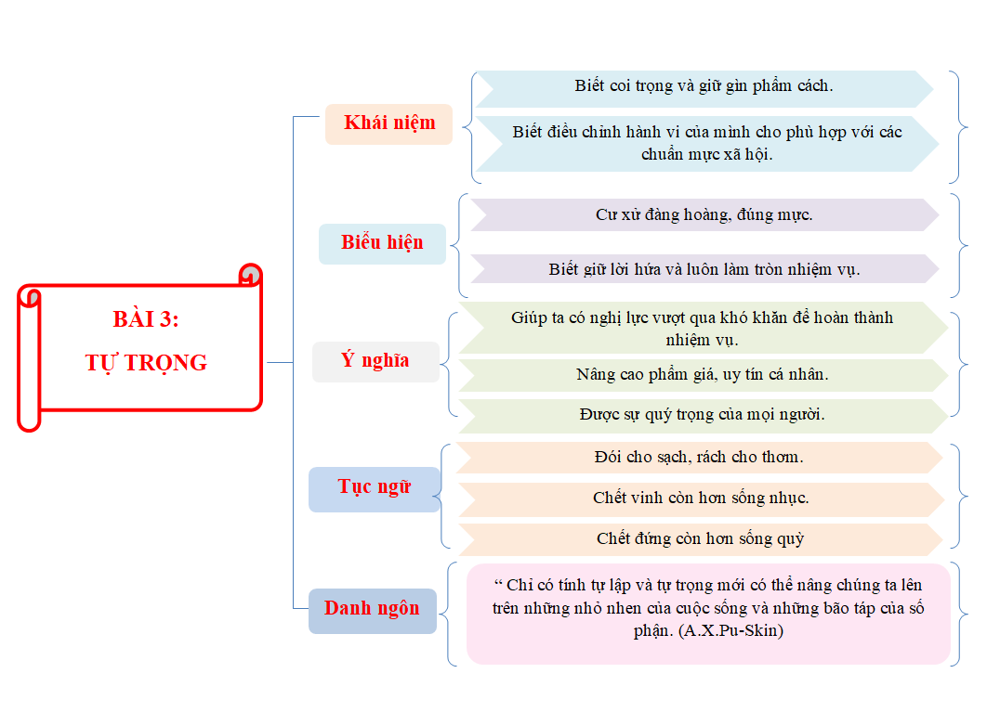 BÀI 3:
TỰ TRỌNG
Khái niệm
Biết coi trọng và giữ gìn phẩm cách.
Biết điều chỉnh hành vi của mình cho phù hợp với các
chuẩn mực xã hội.
Biểu hiện
Cư xử đàng hoàng, đúng mực.
Biết giữ lời hứa và luôn làm tròn nhiệm vụ.
Ý nghĩa
Giúp ta có nghị lực vượt qua khó khăn để hoàn thành
nhiệm vụ.
Nâng cao phẩm giá, uy tín cá nhân.
Được sự quý trọng của mọi người.
Tục ngữ
Đói cho sạch, rách cho thơm.
Chết vinh còn hơn sống nhục.
Chết đứng còn hơn sống quỳ
Danh ngôn
“ Chỉ có tính tự lập và tự trọng mới có thể nâng chúng ta lên
trên những nhỏ nhen của cuộc sống và những bão táp của số
phận. (A.X.Pu-Skin)